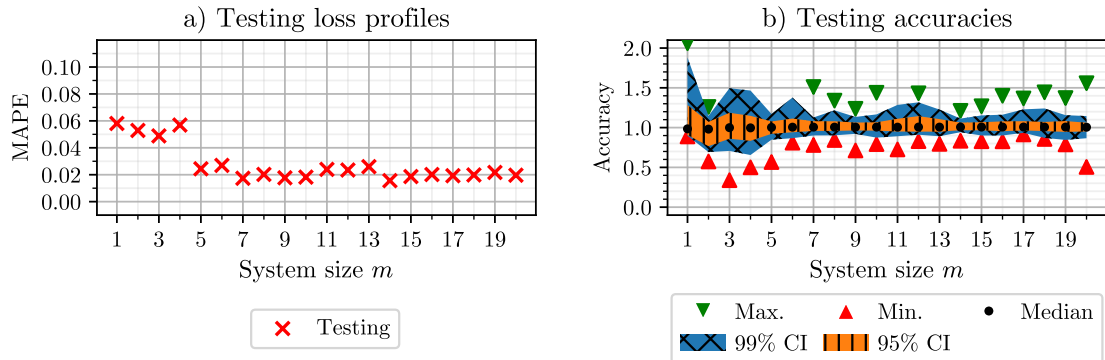 a) Testing loss profiles
MAPE
0.10
0.08
0.06
0.04
0.02
0.00
1 3 5 7 9 11 13 15 17 19
System size m
Testing
b) Testing accuracies
Accuracy
2.0
1.5
1.0
0.5
0.0
1 3 5 7 9 11 13 15 17 19
System size m
Max. Min. Median
99% CI 95% CI